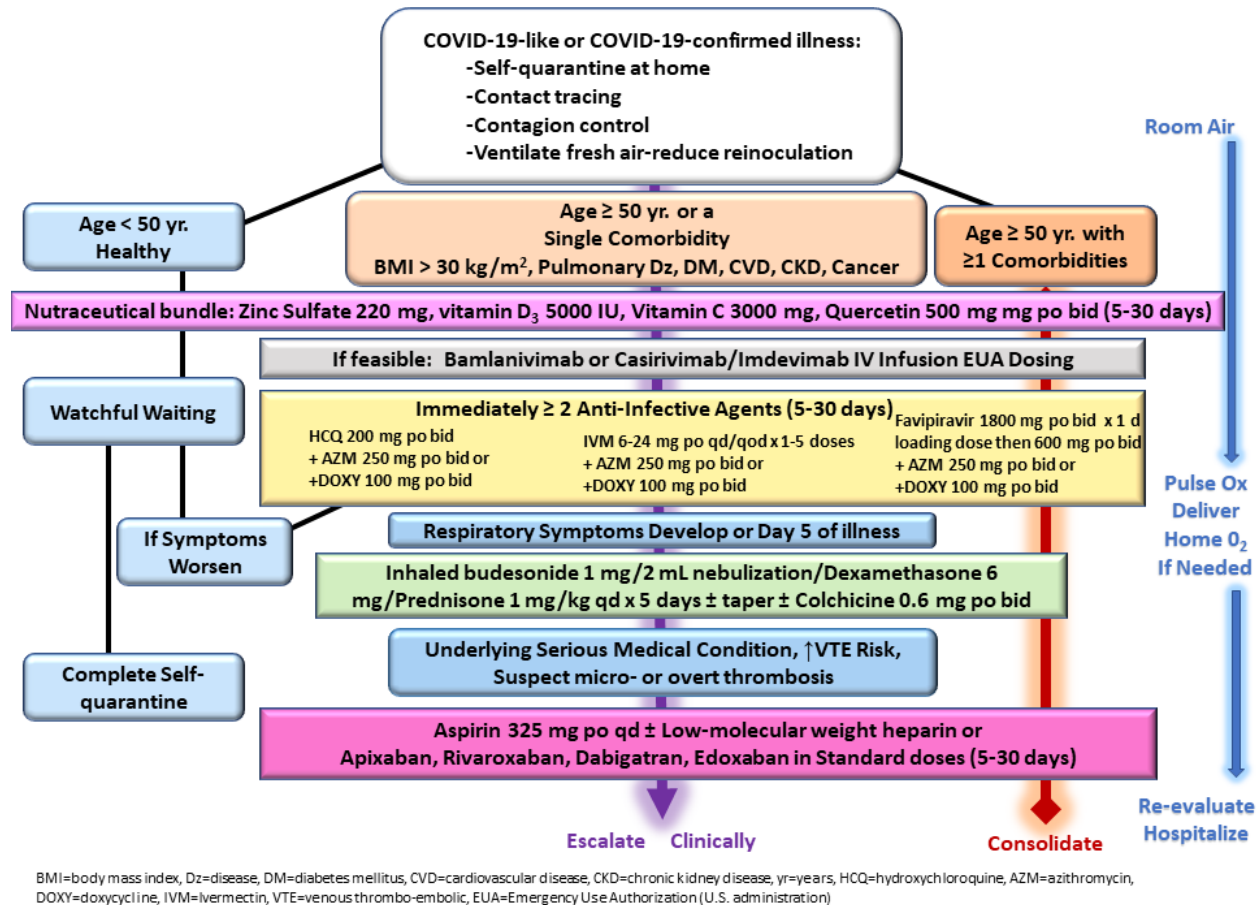 COVID-19-like or COVID-19-confirmed illness:
-Self-quarantine at home
-Contact tracing
-Contagion control
-Ventilate fresh air-reduce reinoculation
Room Air
Age < 50 yr.
Healthy
Age ≥ 50 yr. or a
Single Comorbidity
BMI > 30 kg/m², Pulmonary Dz, DM, CVD, CKD, Cancer
Age ≥ 50 yr. with
≥1 Comorbidities
Nutraceutical bundle: Zinc Sulfate 220 mg, vitamin D₃ 5000 IU, Vitamin C 3000 mg, Quercetin 500 mg mg po bid (5-30 days)
If feasible: Bamlanivimab or Casirivimab/Imdevimab IV Infusion EUA Dosing
Watchful Waiting
Immediately ≥ 2 Anti-Infective Agents (5-30 days)
HCQ 200 mg po bid
+ AZM 250 mg po bid or
+DOXY 100 mg po bid
IVM 6-24 mg po qd/qod x 1-5 doses
+ AZM 250 mg po bid or
+DOXY 100 mg po bid
Favipiravir 1800 mg po bid x 1 d
loading dose then 600 mg po bid
+ AZM 250 mg po bid or
+DOXY 100 mg po bid
Pulse Ox
Deliver
Home 0₂
If Needed
If Symptoms
Worsen
Respiratory Symptoms Develop or Day 5 of illness
Inhaled budesonide 1 mg/2 mL nebulization/Dexamethasone 6
mg/Prednisone 1 mg/kg qd x 5 days ± taper ± Colchicine 0.6 mg po bid
Underlying Serious Medical Condition, ↑VTE Risk,
Suspect micro- or overt thrombosis
Complete Self-
quarantine
Aspirin 325 mg po qd ± Low-molecular weight heparin or
Apixaban, Rivaroxaban, Dabigatran, Edoxaban in Standard doses (5-30 days)
Re-evaluate
Hospitalize
Escalate Clinically
Consolidate
BMI=body mass index, Dz=disease, DM=diabetes mellitus, CVD=cardiovascular disease, CKD=chronic kidney disease, yr=years, HCQ=hydroxychloroquine, AZM=azithromycin,
DOXY=doxycycline, IVM=Ivermectin, VTE=venous thrombo-embolic, EUA=Emergency Use Authorization (U.S. administration)